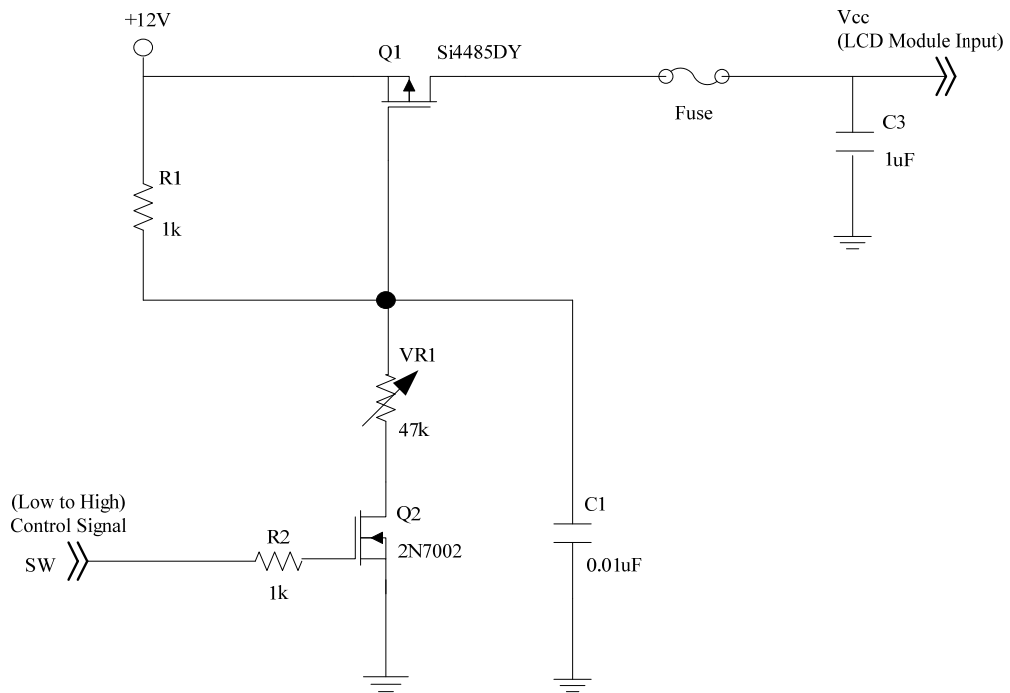 +12V
Q1
Si4485DY
Vcc
(LCD Module Input)
Fuse
C3
1uF
R1
1k
VR1
47k
(Low to High)
Control Signal
SW
R2
1k
Q2
2N7002
C1
0.01uF